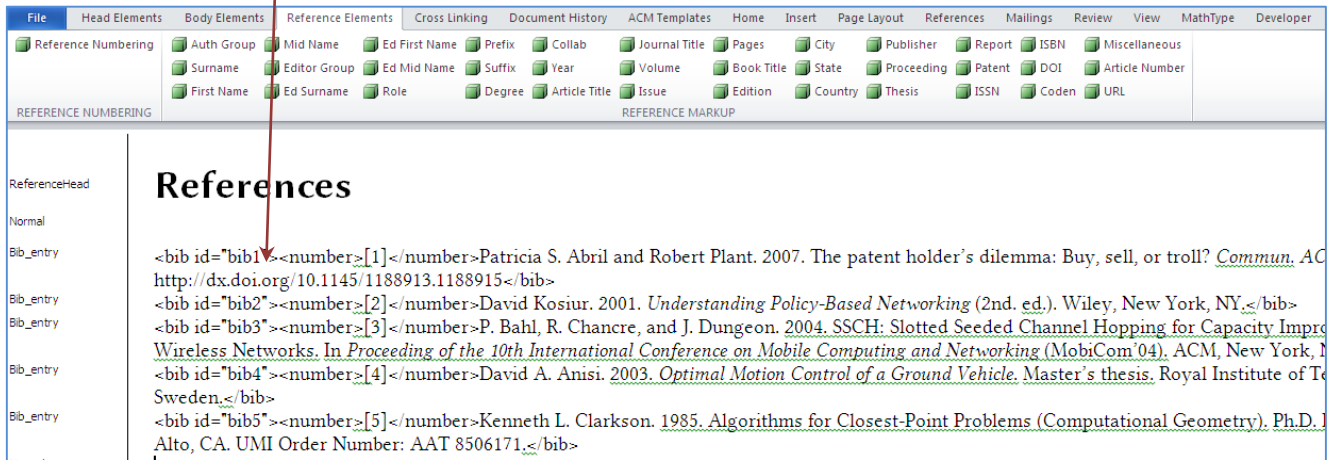 File Head Elements Body Elements Reference Elements Cross Linking Document History ACM Templates Home Insert Page Layout References Mailings Review View MathType Developer
Reference Numbering Auth Group Mid Name Ed First Name Prefix Collab Journal Title Pages City Publisher Report ISBN Miscellaneous
Surname Editor Group Ed Mid Name Suffix Year Volume Book Title State Proceeding Patent DOI Article Number
First Name Ed Surname Role Degree Article Title Issue Edition Country Thesis ISSN Coden URL
REFERENCE NUMBERING REFERENCE MARKUP
ReferenceHead References
Normal
Bib_entry <bib id="bib1"><number>[1]</number>Patricia S. Abril and Robert Plant. 2007. The patent holder’s dilemma: Buy, sell, or troll? Commun. AC
http://dx.doi.org/10.1145/1188913.1188915</bib>
Bib_entry <bib id="bib2"><number>[2]</number>David Kosiur. 2001. Understanding Policy-Based Networking (2nd. ed.). Wiley, New York, NY.</bib>
Bib_entry <bib id="bib3"><number>[3]</number>P. Bahl, R. Chancre, and J. Dungeon. 2004. SSCH: Slotted Seeded Channel Hopping for Capacity Impro
Wireless Networks. In Proceeding of the 10th International Conference on Mobile Computing and Networking (MobiCom’04). ACM, New York,
Bib_entry <bib id="bib4"><number>[4]</number>David A. Anisi. 2003. Optimal Motion Control of a Ground Vehicle. Master’s thesis. Royal Institute of Te
Sweden.</bib>
Bib_entry <bib id="bib5"><number>[5]</number>Kenneth L. Clarkson. 1985. Algorithms for Closest-Point Problems (Computational Geometry). Ph.D.
Alto, CA. UMI Order Number: AAT 8506171.</bib>